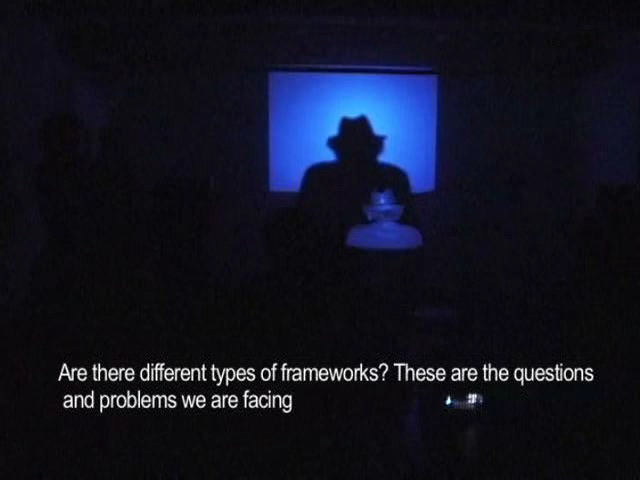 Are there different types of frameworks? These are the questions
and problems we are facing